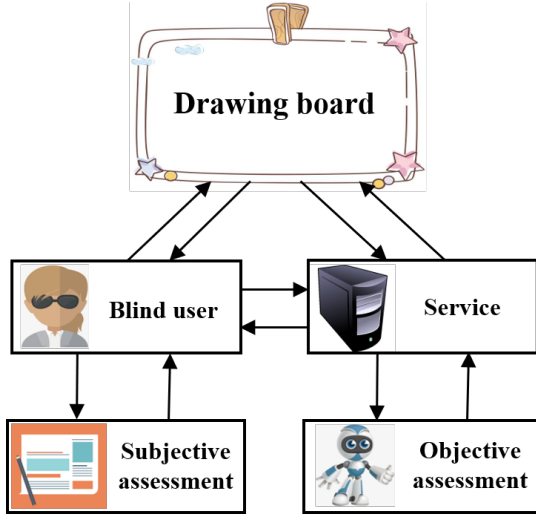 Drawing board
Blind user
Service
Subjective
assessment
Objective
assessment